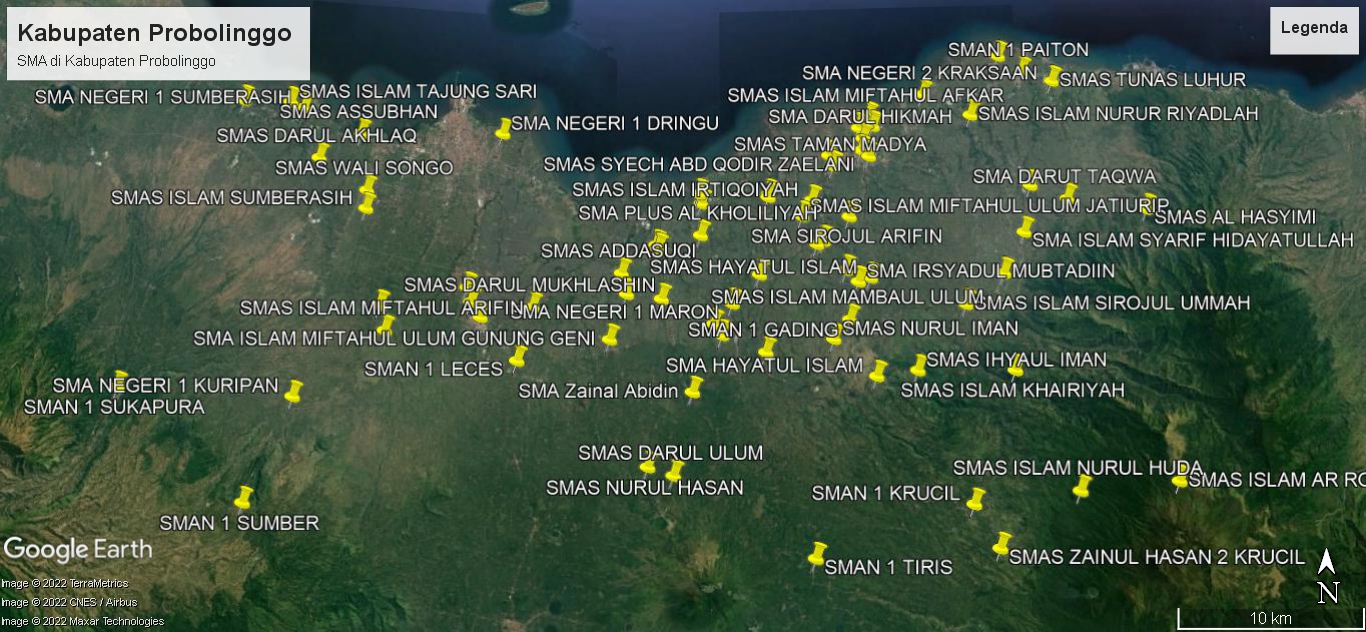 Kabupaten Probolinggo
SMA di Kabupaten Probolinggo
Legenda
SMAN 1 PAITON
SMA NEGERI 2 KRAKSAAN
SMAS TUNAS LUHUR
SMA NEGERI 1 SUMBERASIH
SMAS ISLAM TAJUNG SARI
SMAS ISLAM MIFTAHUL AFKAR
SMAS ASSUBHAN
SMA DARUL HIKMAH
SMAS ISLAM NURUR RIYADLAH
SMA NEGERI 1 DRINGU
SMAS DARUL AKHLAQ
SMAS TAMAN MADYA
SMAS WALI SONGO
SMAS SYECH ABD QODIR ZAELANI
SMA DARUT TAQWA
SMAS ISLAM SUMBERASIH
SMAS ISLAM IRTIQOIYAH
SMAS ISLAM MIFTAHUL ULUM JATIURIP
SMA PLUS AL KHOLILIYAH
SMAS AL HASYIMI
SMA SIROJUL ARIFIN
SMA ISLAM SYARIF HIDAYATULLAH
SMAS ADDASUQI
SMAS HAYATUL ISLAM
SMA IRSYADUL MUBTADIIN
SMAS DARUL MUKHLASHIN
SMAS ISLAM MAMBAUL ULUM
SMAS ISLAM SIROJUL UMMAH
SMAS ISLAM MIFTAHUL ARIFIN
SMA NEGERI 1 MARON
SMAN 1 GADING
SMAS NURUL IMAN
SMA ISLAM MIFTAHUL ULUM GUNUNG GENI
SMAN 1 LECES
SMA HAYATUL ISLAM
SMAS IHYAUL IMAN
SMA NEGERI 1 KURIPAN
SMA Zainal Abidin
SMAS ISLAM KHAIRIYAH
SMAN 1 SUKAPURA
SMAS DARUL ULUM
SMAS ISLAM NURUL HUDA
SMAS ISLAM AR RO
SMAS NURUL HASAN
SMAN 1 KRUCIL
SMAN 1 SUMBER
SMAS ZAINUL HASAN 2 KRUCIL
SMAN 1 TIRIS
Google Earth
Image © 2022 TerraMetrics
Image © 2022 CNES / Airbus
Image © 2022 Maxar Technologies
N
10 km